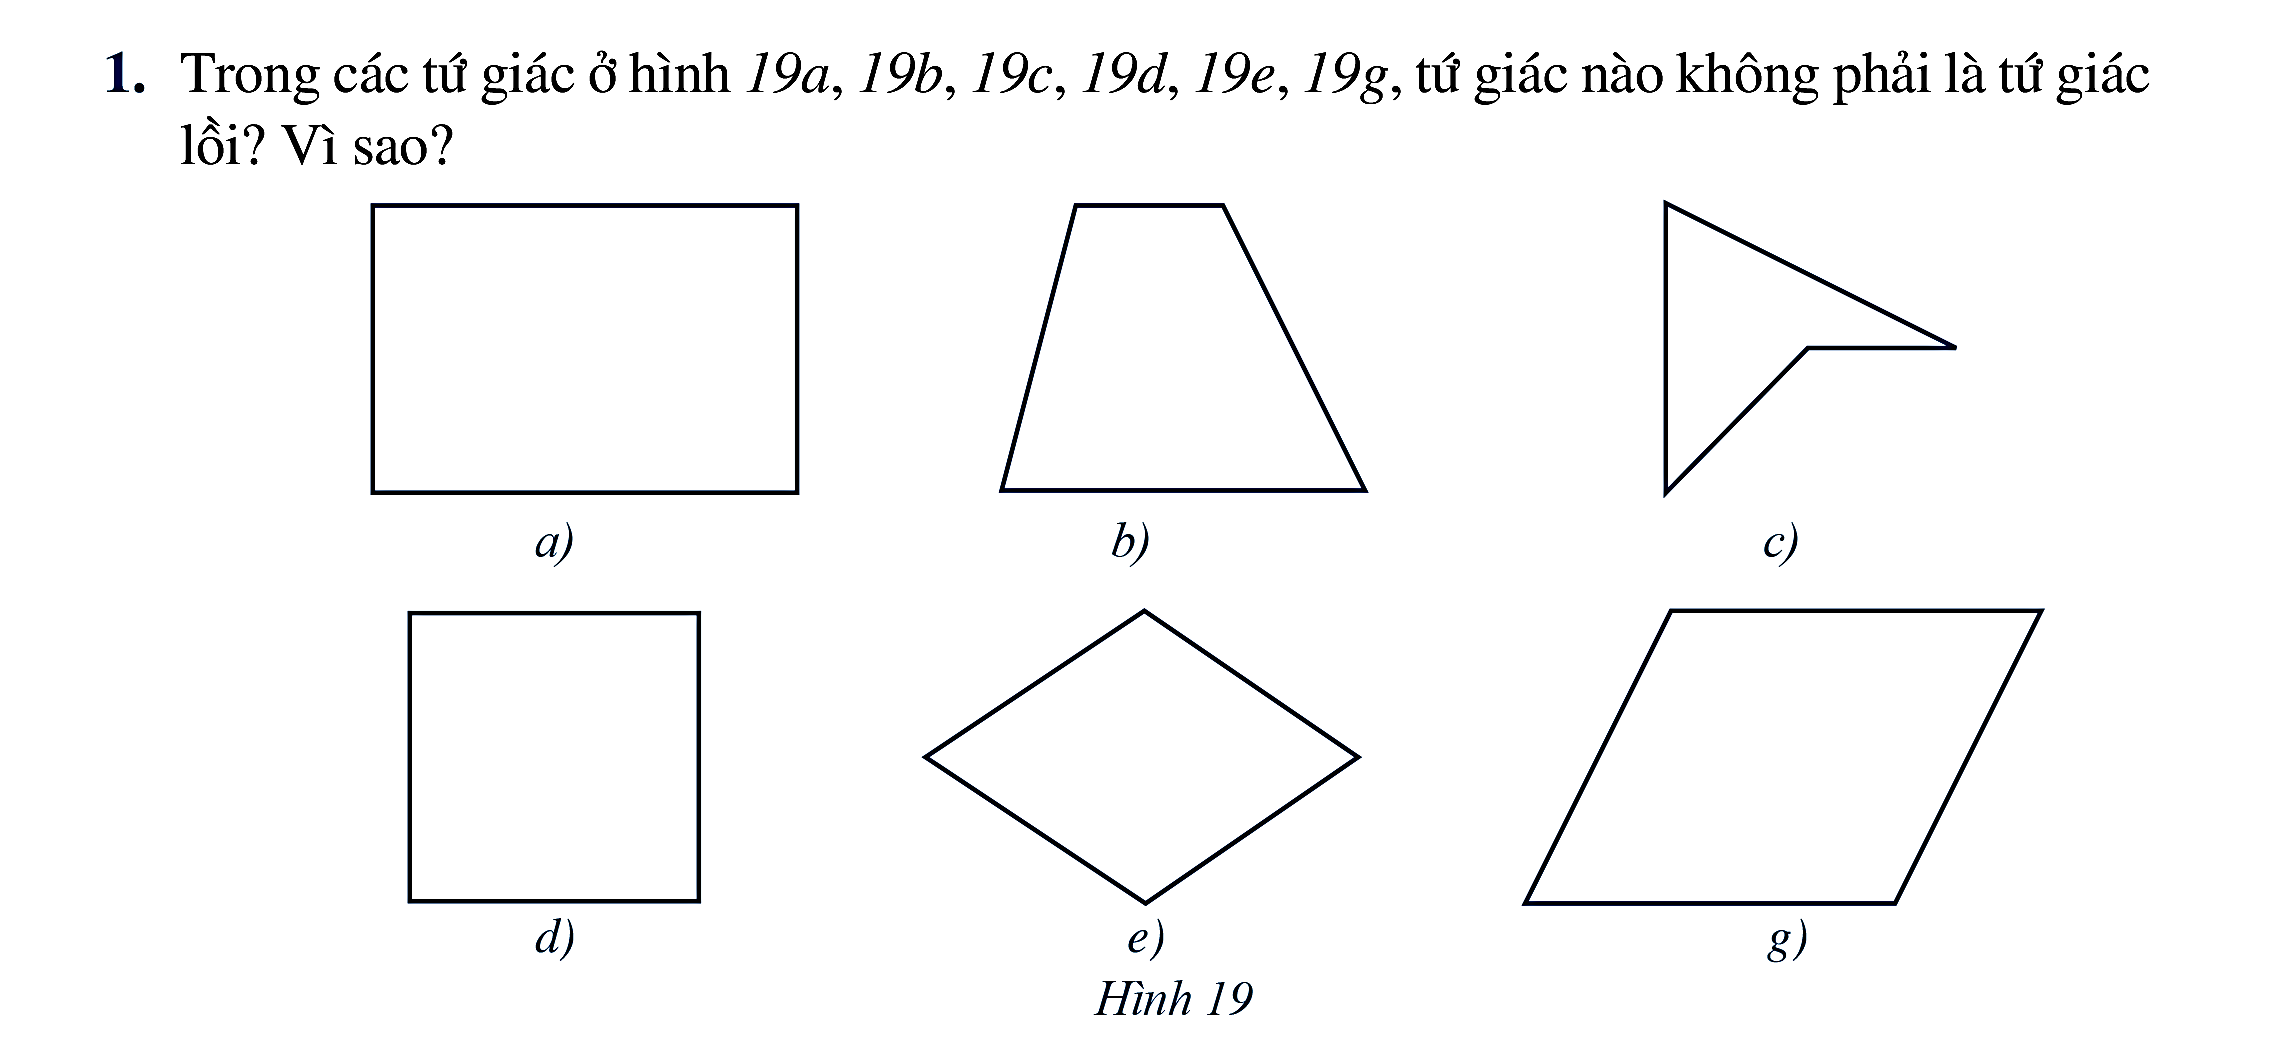 1. Trong các tứ giác ở hình 19a, 19b, 19c, 19d, 19e, 19g, tứ giác nào không phải là tứ giác
lồi? Vì sao?
a)
b)
c)
d)
e)
g)
Hình 19